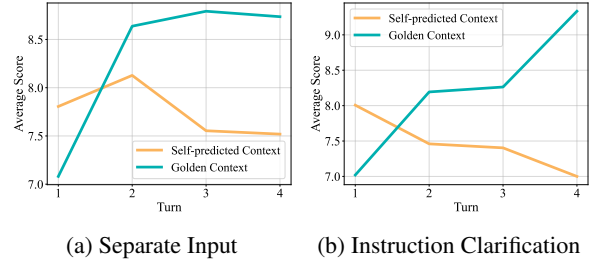 8.5
8.0
7.5
7.0
Average Score
Self-predicted Context
Golden Context
1 2 3 4
Turn
(a) Separate Input
9.0
8.5
8.0
7.5
7.0
Average Score
Self-predicted Context
Golden Context
1 2 3 4
Turn
(b) Instruction Clarification